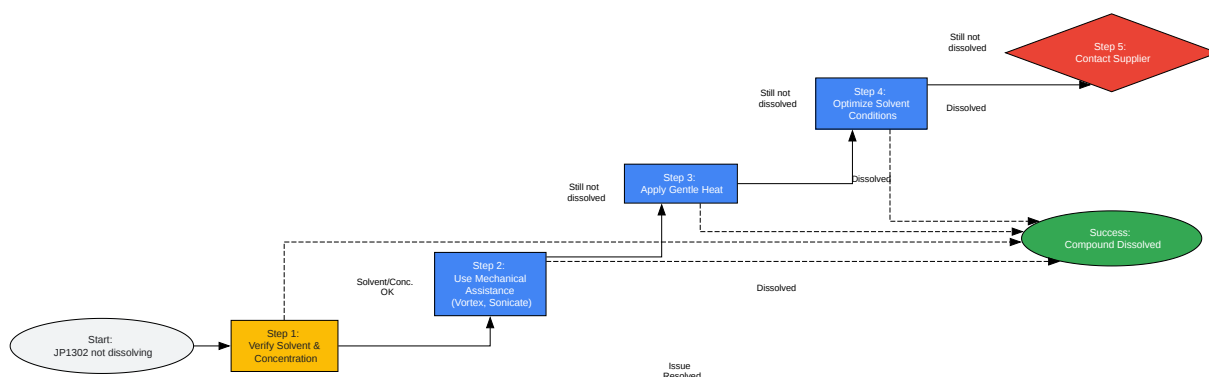 Start:
JP1302 not dissolving
Step 1:
Verify Solvent &
Concentration
Solvent/Conc.
OK
Step 2:
Use Mechanical
Assistance
(Vortex, Sonicate)
Still not
dissolved
Step 3:
Apply Gentle Heat
Still not
dissolved
Step 4:
Optimize Solvent
Conditions
Still not
dissolved
Step 5:
Contact Supplier
Dissolved
Dissolved
Success:
Compound Dissolved
Dissolved
Issue
Resolved